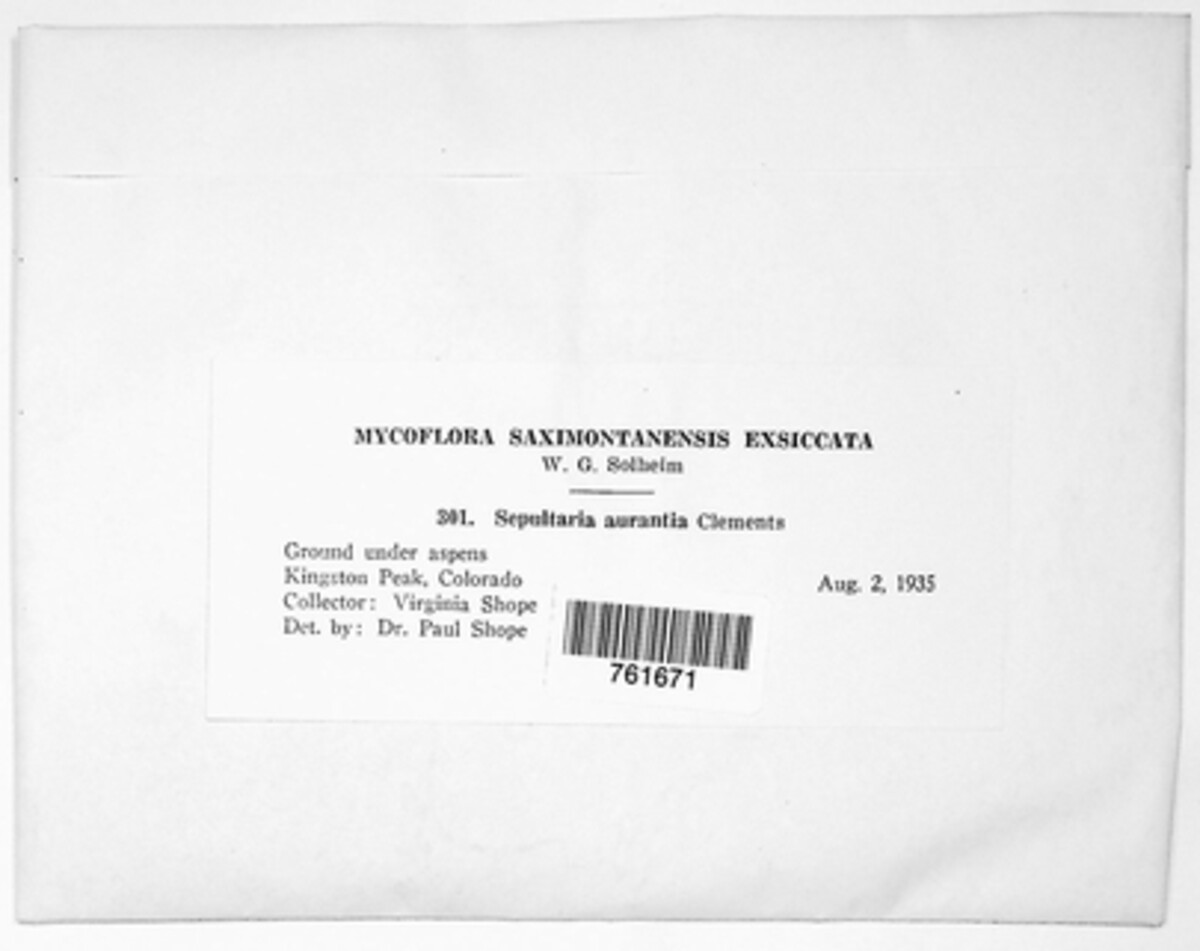 MYCOFLORA SAXIMONTANENSIS EXSICCATA
W. G. Solheim
301. Sepultaria aurantia Clements
Ground under aspens
Kingston Peak, Colorado
Aug. 2, 1935
Collector: Virginia Shope
Det. by: Dr. Paul Shope
761671